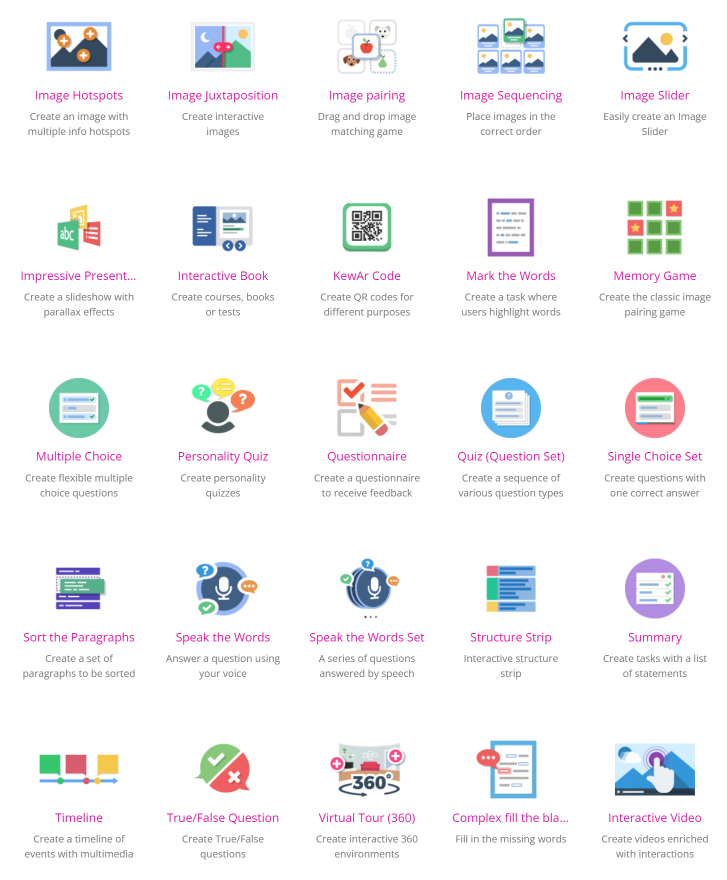 Image Hotspots
Create an image with
multiple info hotspots
Image Juxtaposition
Create interactive
images
Image pairing
Drag and drop image
matching game
Image Sequencing
Place images in the
correct order
Image Slider
Easily create an Image
Slider
abc
Impressive Present...
Create a slideshow with
parallax effects
Interactive Book
Create courses, books
or tests
KewAr Code
Create QR codes for
different purposes
Mark the Words
Create a task where
users highlight words
Memory Game
Create the classic image
pairing game
Multiple Choice
Create flexible multiple
choice questions
Personality Quiz
Create personality
quizzes
Questionnaire
Create a questionnaire
to receive feedback
Quiz (Question Set)
Create a sequence of
various question types
Single Choice Set
Create questions with
one correct answer
Sort the Paragraphs
Create a set of
paragraphs to be sorted
Speak the Words
Answer a question using
your voice
Speak the Words Set
A series of questions
answered by speech
Structure Strip
Interactive structure
strip
Summary
Create tasks with a list
of statements
Timeline
Create a timeline of
events with multimedia
True/False Question
Create True/False
questions
360°
Virtual Tour (360)
Create interactive 360
environments
Complex fill the bla...
Fill in the missing words
Interactive Video
Create videos enriched
with interactions